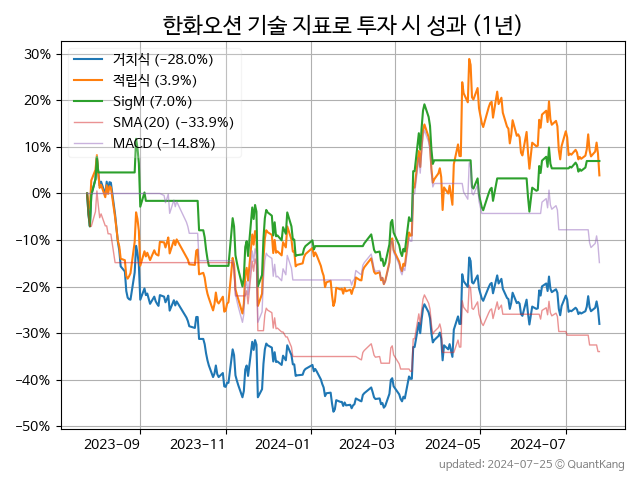 한화오션 기술 지표로 투자 시 성과 (1년)
거치식 (−28.0%)
적립식 (3.9%)
SigM (7.0%)
SMA(20) (−33.9%)
MACD (−14.8%)
30%
20%
10%
0%
−10%
−20%
−30%
−40%
−50%
2023−09
2023−11
2024−01
2024−03
2024−05
2024−07
updated: 2024−07−25 © QuantKang